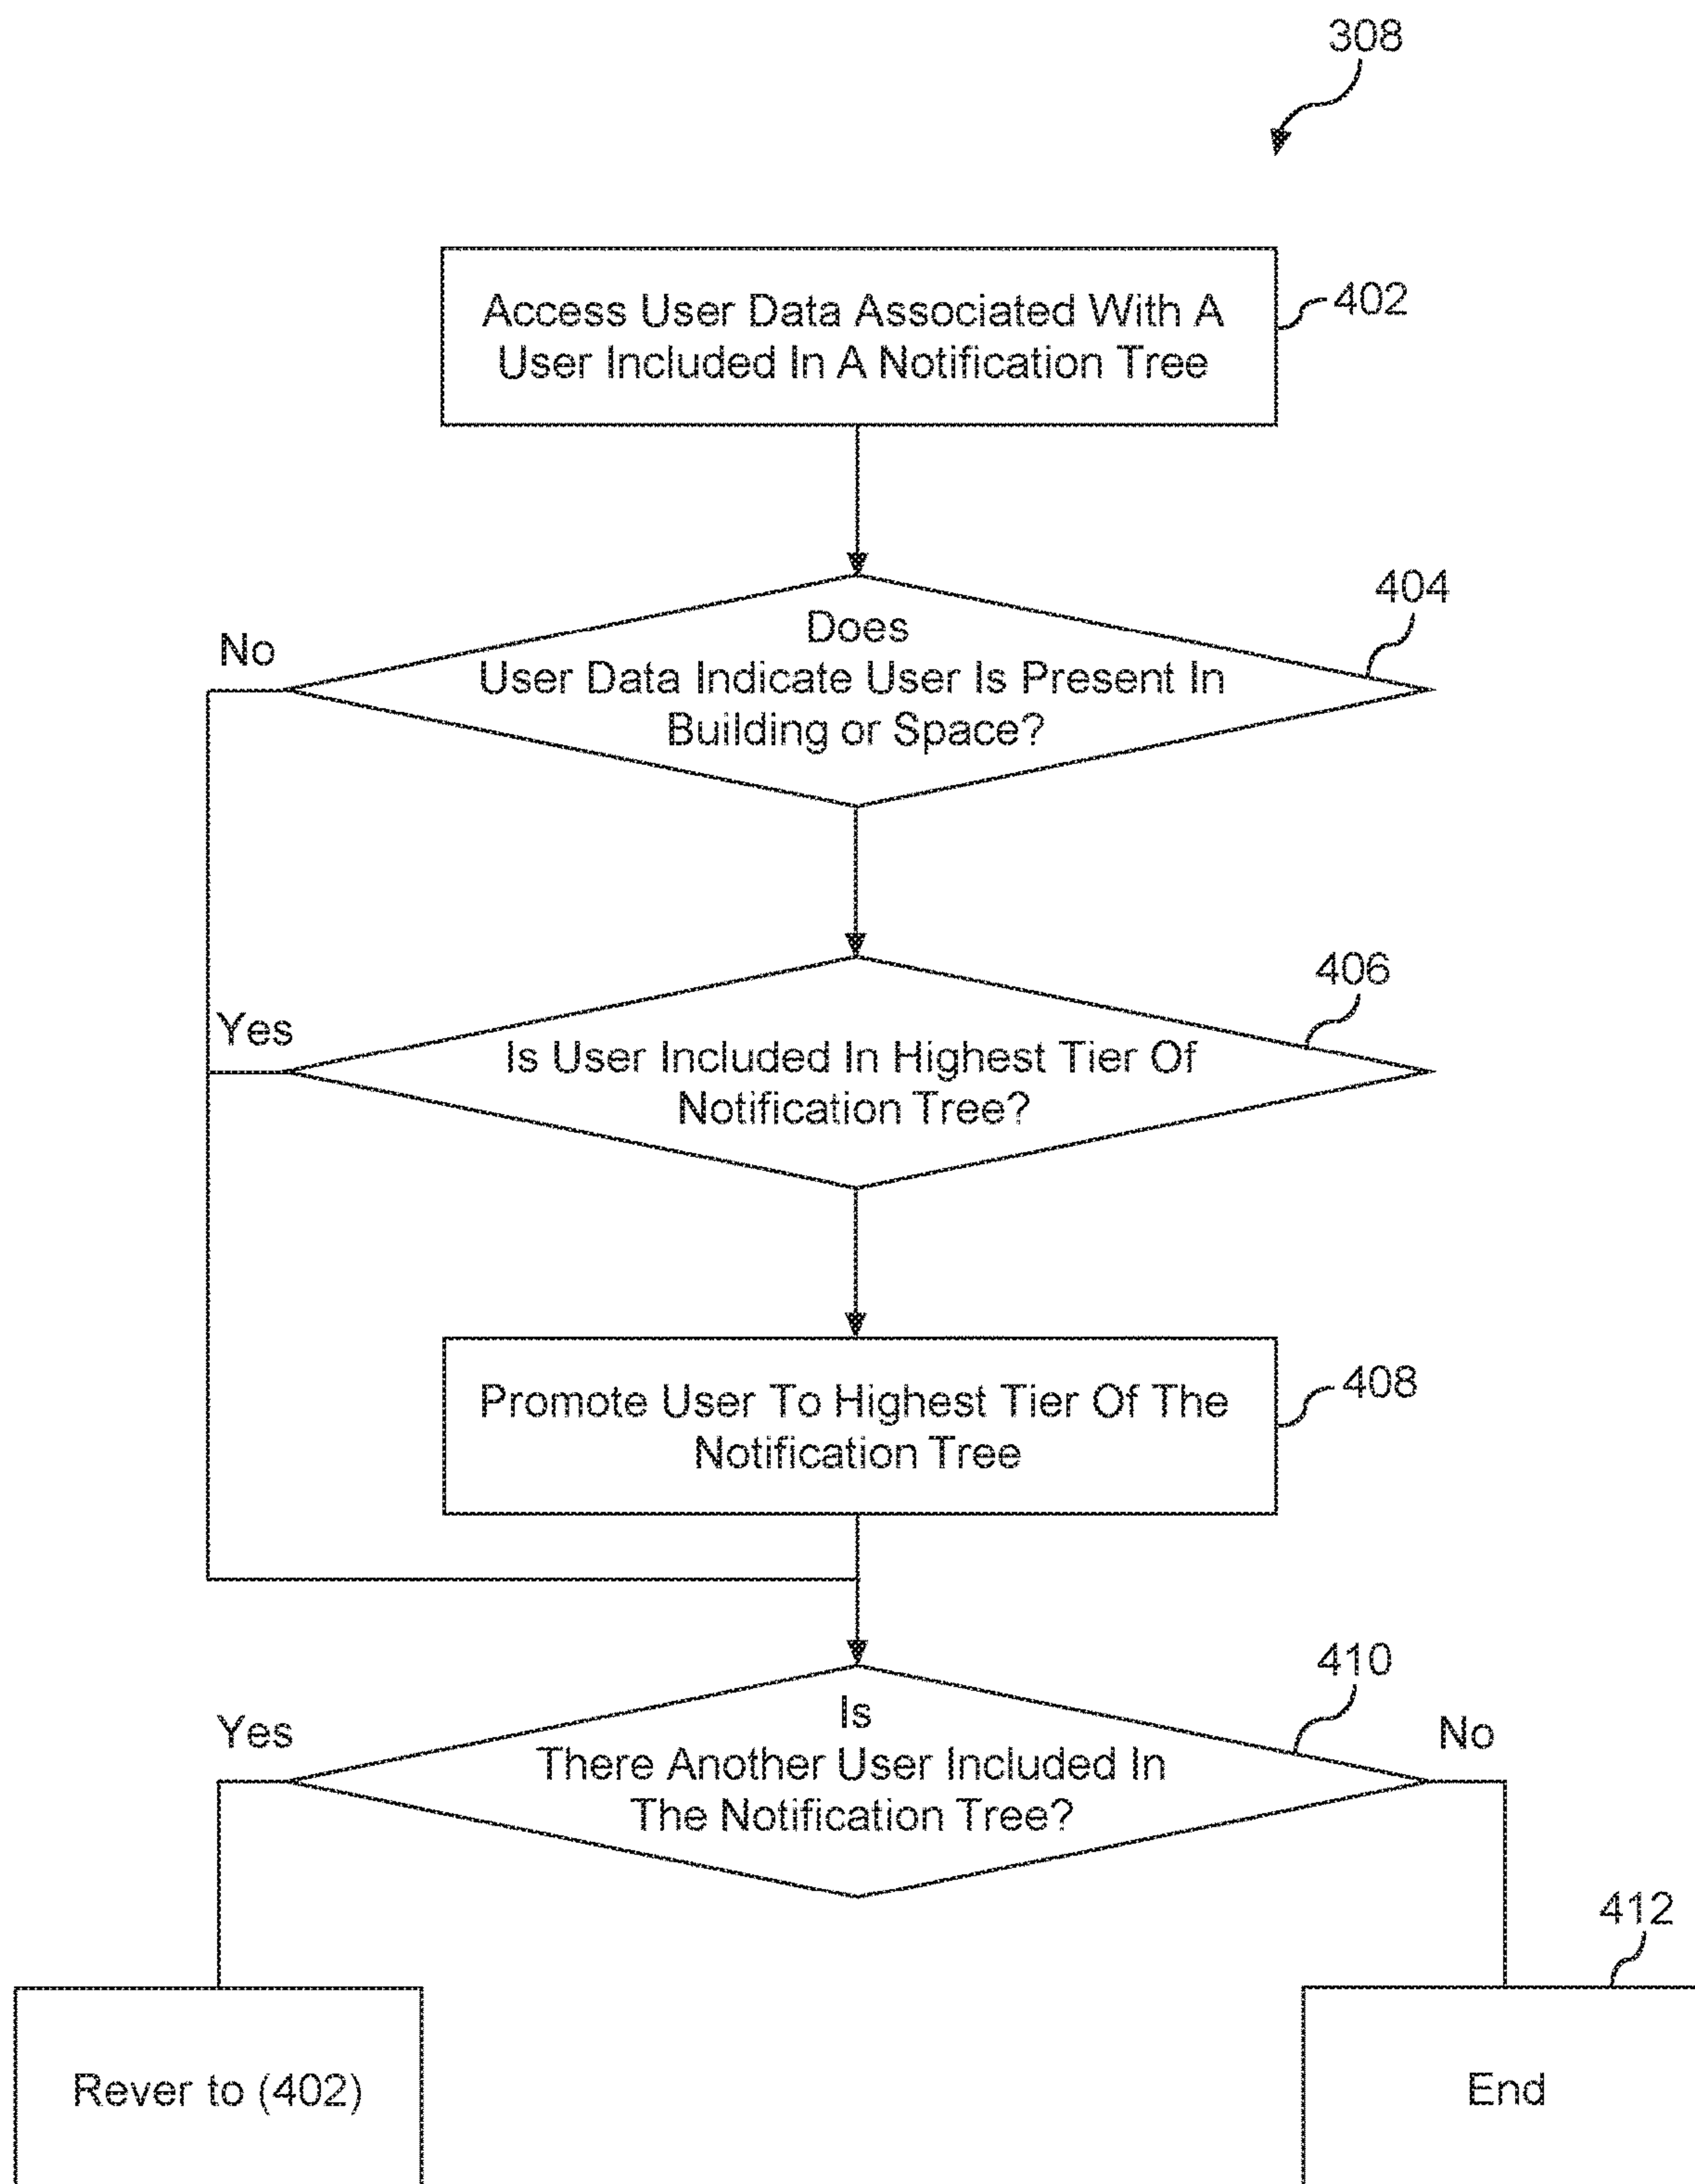 308
Access User Data Associated With A
User Included In A Notification Tree
402
404
No
Does
User Data Indicate User Is Present In
Building or Space?
406
Yes
Is User Included In Highest Tier Of
Notification Tree?
Promote User To Highest Tier Of The
Notification Tree
408
410
Yes
Is
There Another User Included In
The Notification Tree?
No
412
Rever to (402)
End